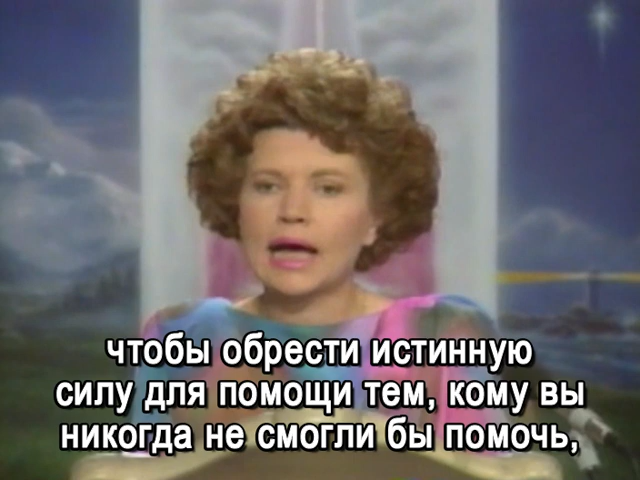 чтобы обрести истинную
силу для помощи тем, кому вы
никогда не смогли бы помочь,